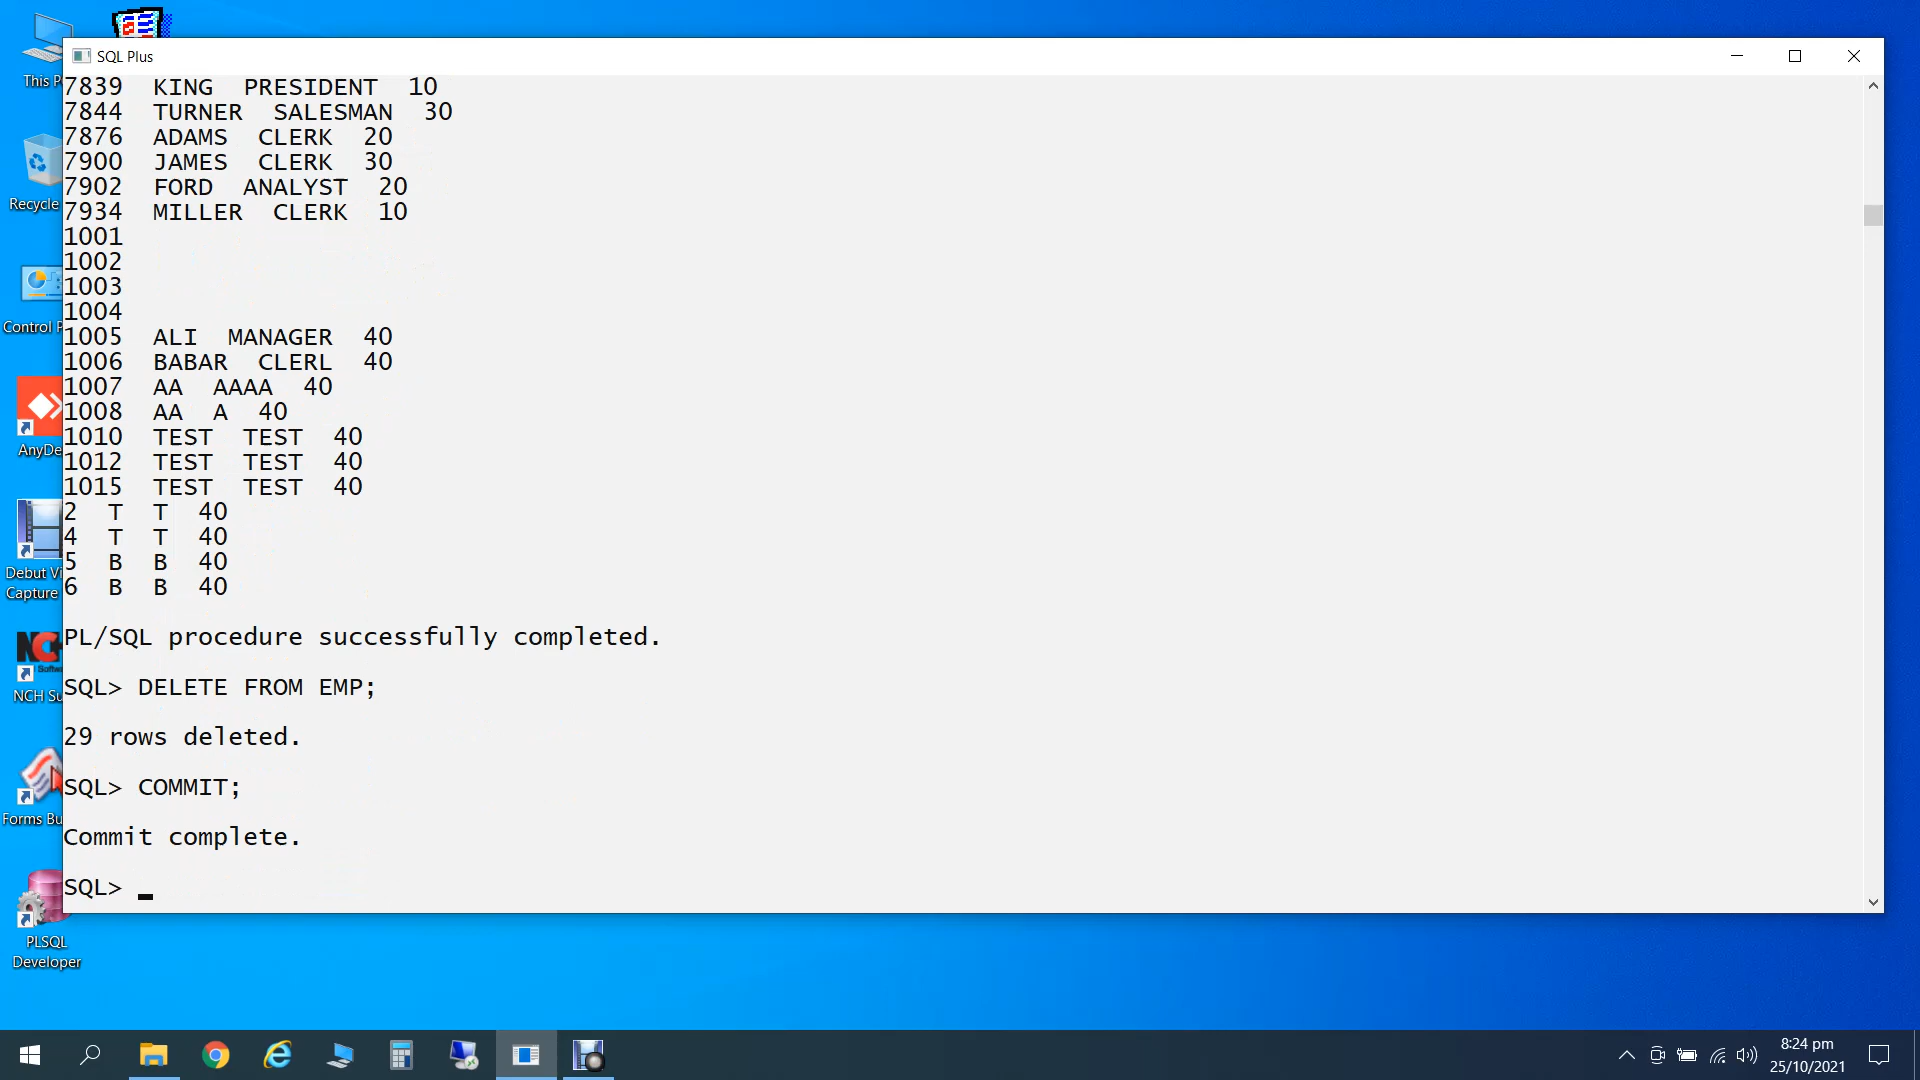 This P
SQL Plus
7839  KING  PRESIDENT  10
7844  TURNER  SALESMAN  30
7876  ADAMS  CLERK  20
7900  JAMES  CLERK  30
7902  FORD  ANALYST  20
7934  MILLER  CLERK  10
1001
1002
1003
1004
1005  ALI  MANAGER  40
1006  BABAR  CLERL  40
1007  AA  AAAA  40
1008  AA  A  40
1010  TEST  TEST  40
1012  TEST  TEST  40
1015  TEST  TEST  40
2  T  T  40
4  T  T  40
5  B  B  40
6  B  B  40
PL/SQL procedure successfully completed.
SQL> DELETE FROM EMP;
29 rows deleted.
SQL> COMMIT;
Commit complete.
SQL>
Recycle
Control P
AnyDe
Debut Vi
Capture
NCH Su
Forms Bu
PLSQL
Developer
8:24 pm
25/10/2021